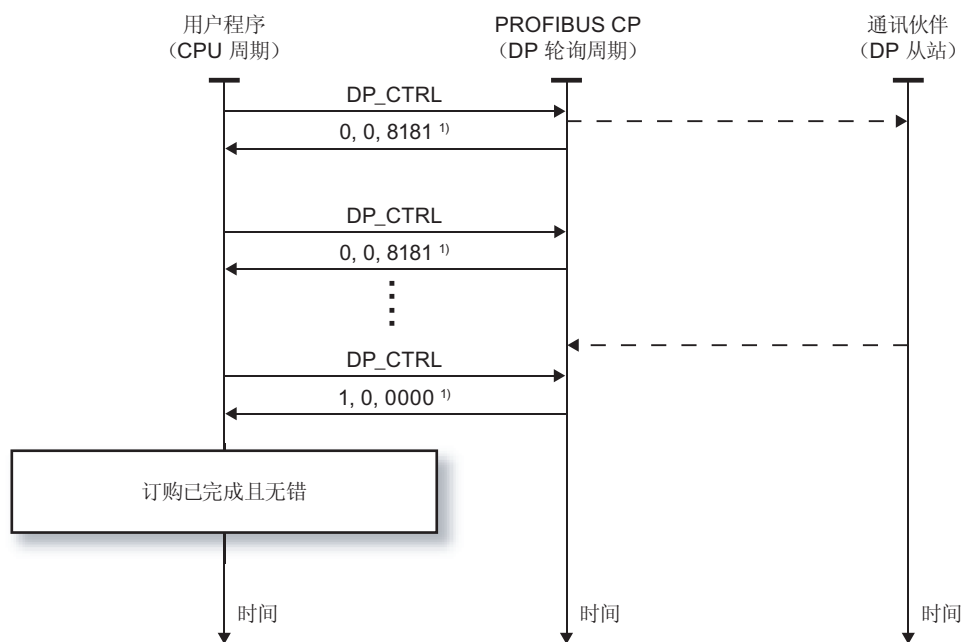 用户程序
（CPU 周期）
PROFIBUS CP
（DP 轮询周期）
通讯伙伴
（DP 从站）
DP_CTRL
0, 0, 8181 1)
DP_CTRL
0, 0, 8181 1)
DP_CTRL
1, 0, 0000 1)
订购已完成且无错
时间
时间
时间